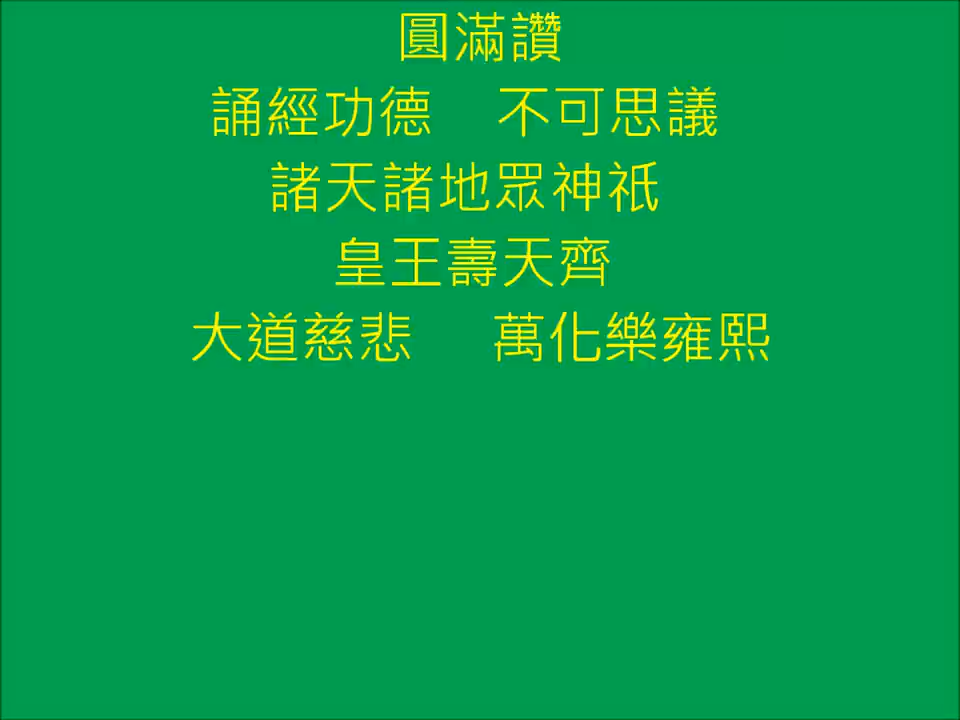 圓滿讚
誦經功德 不可思議
諸天諸地眾神祇
皇王壽天齊
大道慈悲 萬化樂雍熙